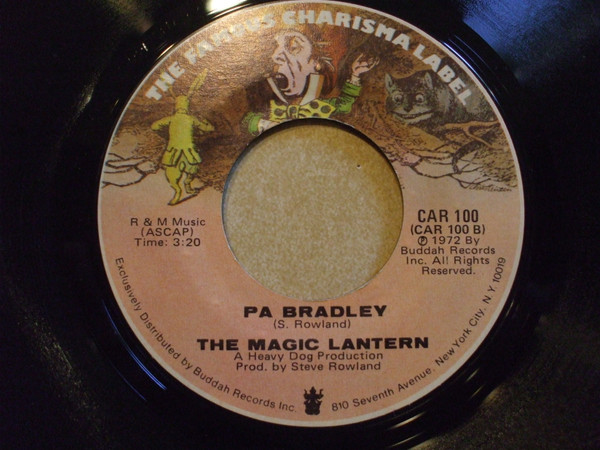 THE FAMOUS CHARISMA LABEL
R & M Music
(ASCAP)
Time: 3:20
CAR 100
(CAR 100 B)
℗ 1972 By
Buddah Records
Inc. All Rights
Reserved.
PA BRADLEY
(S. Rowland)
THE MAGIC LANTERN
A Heavy Dog Production
Prod. by Steve Rowland
Exclusively Distributed by Buddah Records Inc. 810 Seventh Avenue, New York City, N.Y. 10019